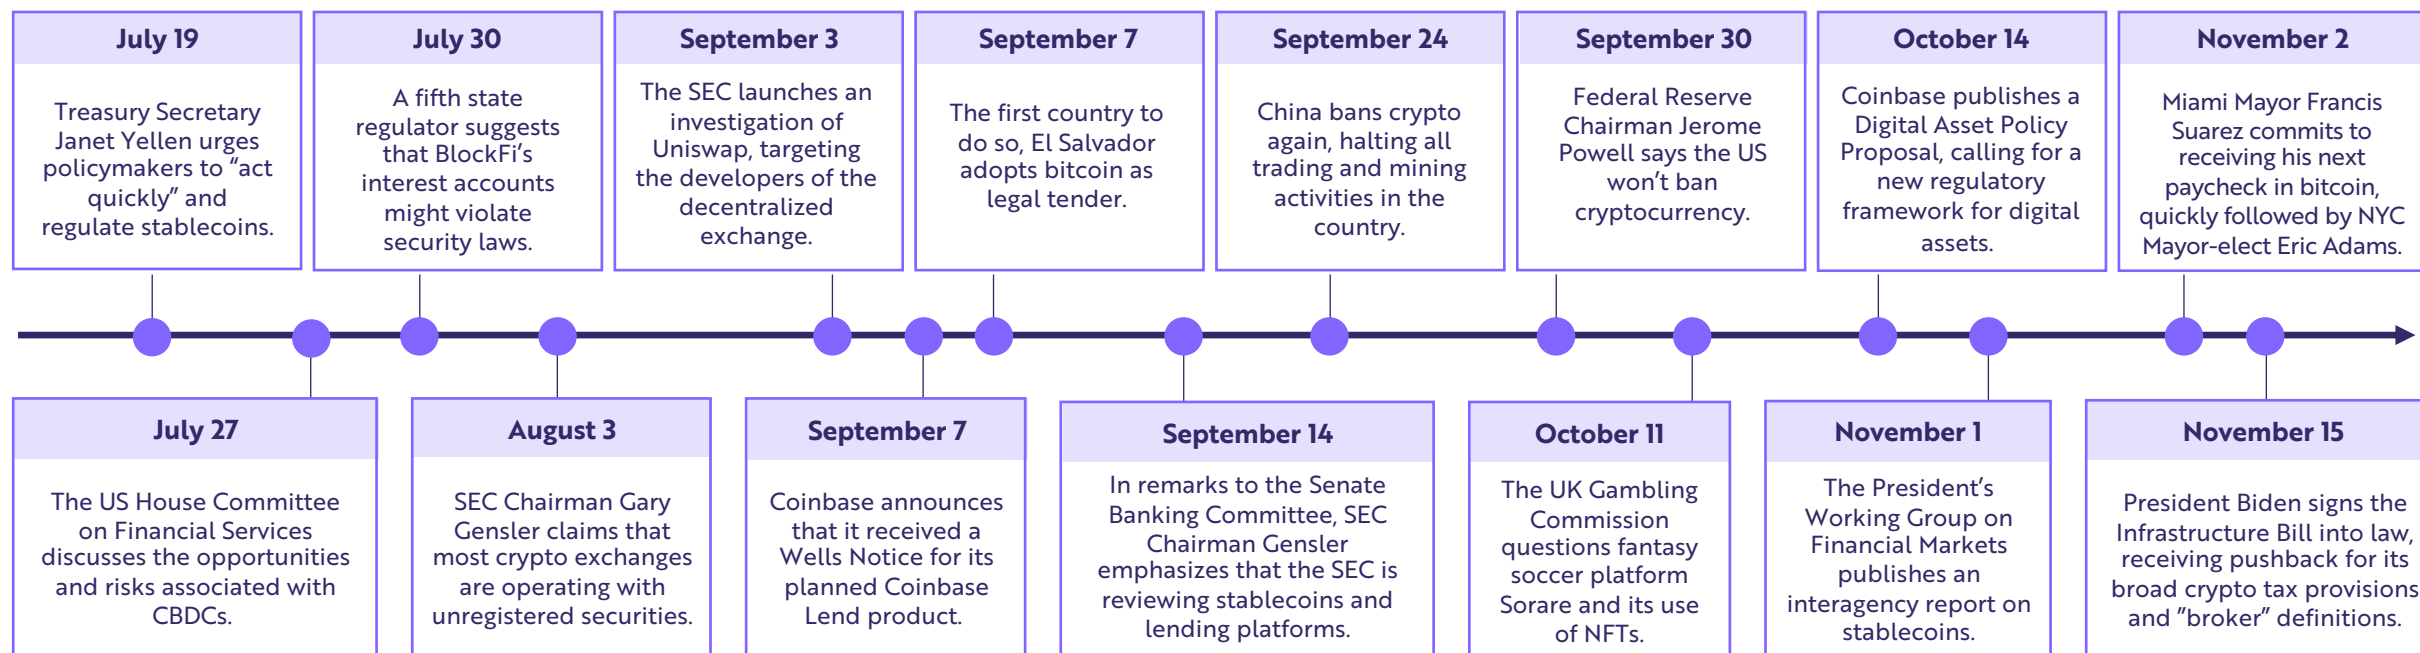 July 19
Treasury Secretary
Janet Yellen urges
policymakers to “act
quickly” and
regulate stablecoins.
July 30
A fifth state
regulator suggests
that BlockFi’s
interest accounts
might violate
security laws.
September 3
The SEC launches an
investigation of
Uniswap, targeting
the developers of the
decentralized
exchange.
September 7
The first country to
do so, El Salvador
adopts bitcoin as
legal tender.
September 24
China bans crypto
again, halting all
trading and mining
activities in the
country.
September 30
Federal Reserve
Chairman Jerome
Powell says the US
won’t ban
cryptocurrency.
October 14
Coinbase publishes a
Digital Asset Policy
Proposal, calling for a
new regulatory
framework for digital
assets.
November 2
Miami Mayor Francis
Suarez commits to
receiving his next
paycheck in bitcoin,
quickly followed by NYC
Mayor-elect Eric Adams.
July 27
The US House Committee
on Financial Services
discusses the opportunities
and risks associated with
CBDCs.
August 3
SEC Chairman Gary
Gensler claims that
most crypto exchanges
are operating with
unregistered securities.
September 7
Coinbase announces
that it received a
Wells Notice for its
planned Coinbase
Lend product.
September 14
In remarks to the Senate
Banking Committee, SEC
Chairman Gensler
emphasizes that the SEC is
reviewing stablecoins and
lending platforms.
October 11
The UK Gambling
Commission
questions fantasy
soccer platform
Sorare and its use
of NFTs.
November 1
The President’s
Working Group on
Financial Markets
publishes an
interagency report on
stablecoins.
November 15
President Biden signs the
Infrastructure Bill into law,
receiving pushback for its
broad crypto tax provisions
and ”broker” definitions.